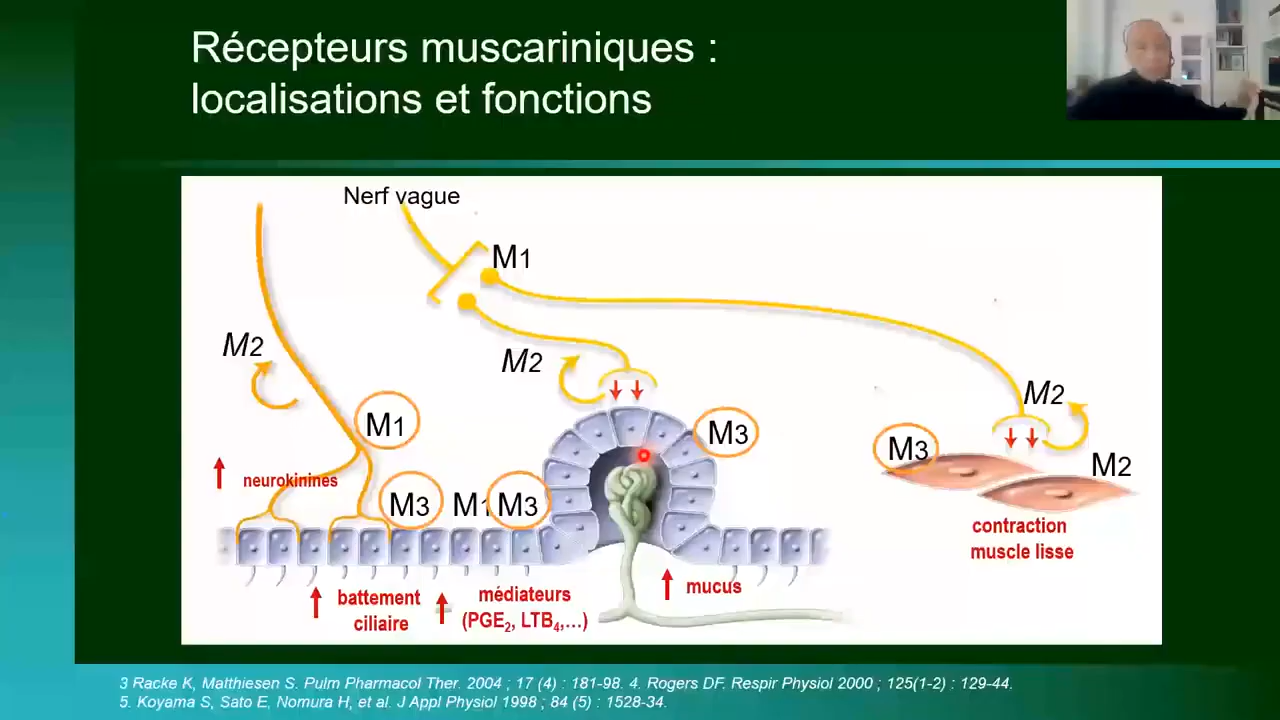 Récepteurs muscariniques :
localisations et fonctions
Nerf vague
M1
M2
M2
M2
M1
M3
M3
M2
neurokinines
M3
M1
M3
contraction
muscle lisse
battement
ciliaire
médiateurs
(PGE2, LTB4,...)
mucus
3 Racke K, Matthiesen S. Pulm Pharmacol Ther. 2004 ; 17 (4) : 181-98. 4. Rogers DF. Respir Physiol 2000 ; 125(1-2) : 129-44.
5. Koyama S, Sato E, Nomura H, et al. J Appl Physiol 1998 ; 84 (5) : 1528-34.